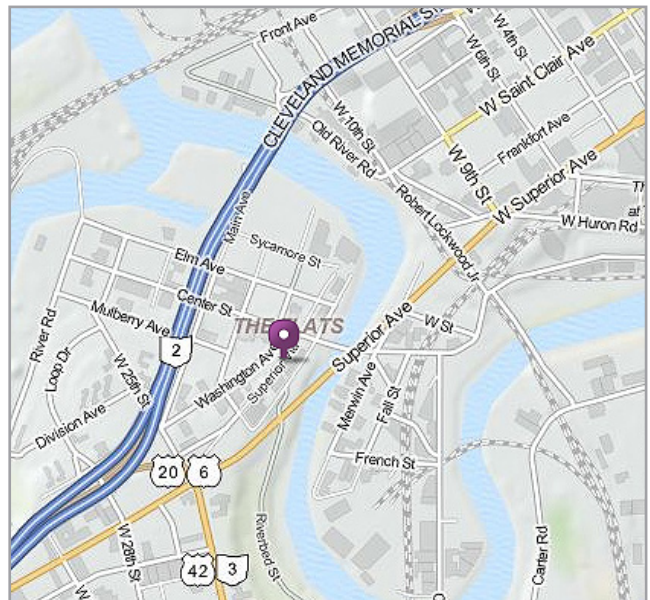 Front Ave
CLEVELAND MEMORIAL
W 6th St
W 4th St
W Saint Clair Ave
W 10th St
Old River Rd
Frankfort Ave
W 9th St
W Superior Ave
Robert Lockwood Jr
W Huron Rd
Main Ave
Sycamore St
Elm Ave
Center St
THE FLATS
Mulberry Ave
River Rd
Loop Dr
2
W St
Superior Ave
Washington Ave
Superior
W 25th St
Merwin Ave
Fall St
Division Ave
French St
20
6
W 28th St
Riverbed St
Carter Rd
42
3